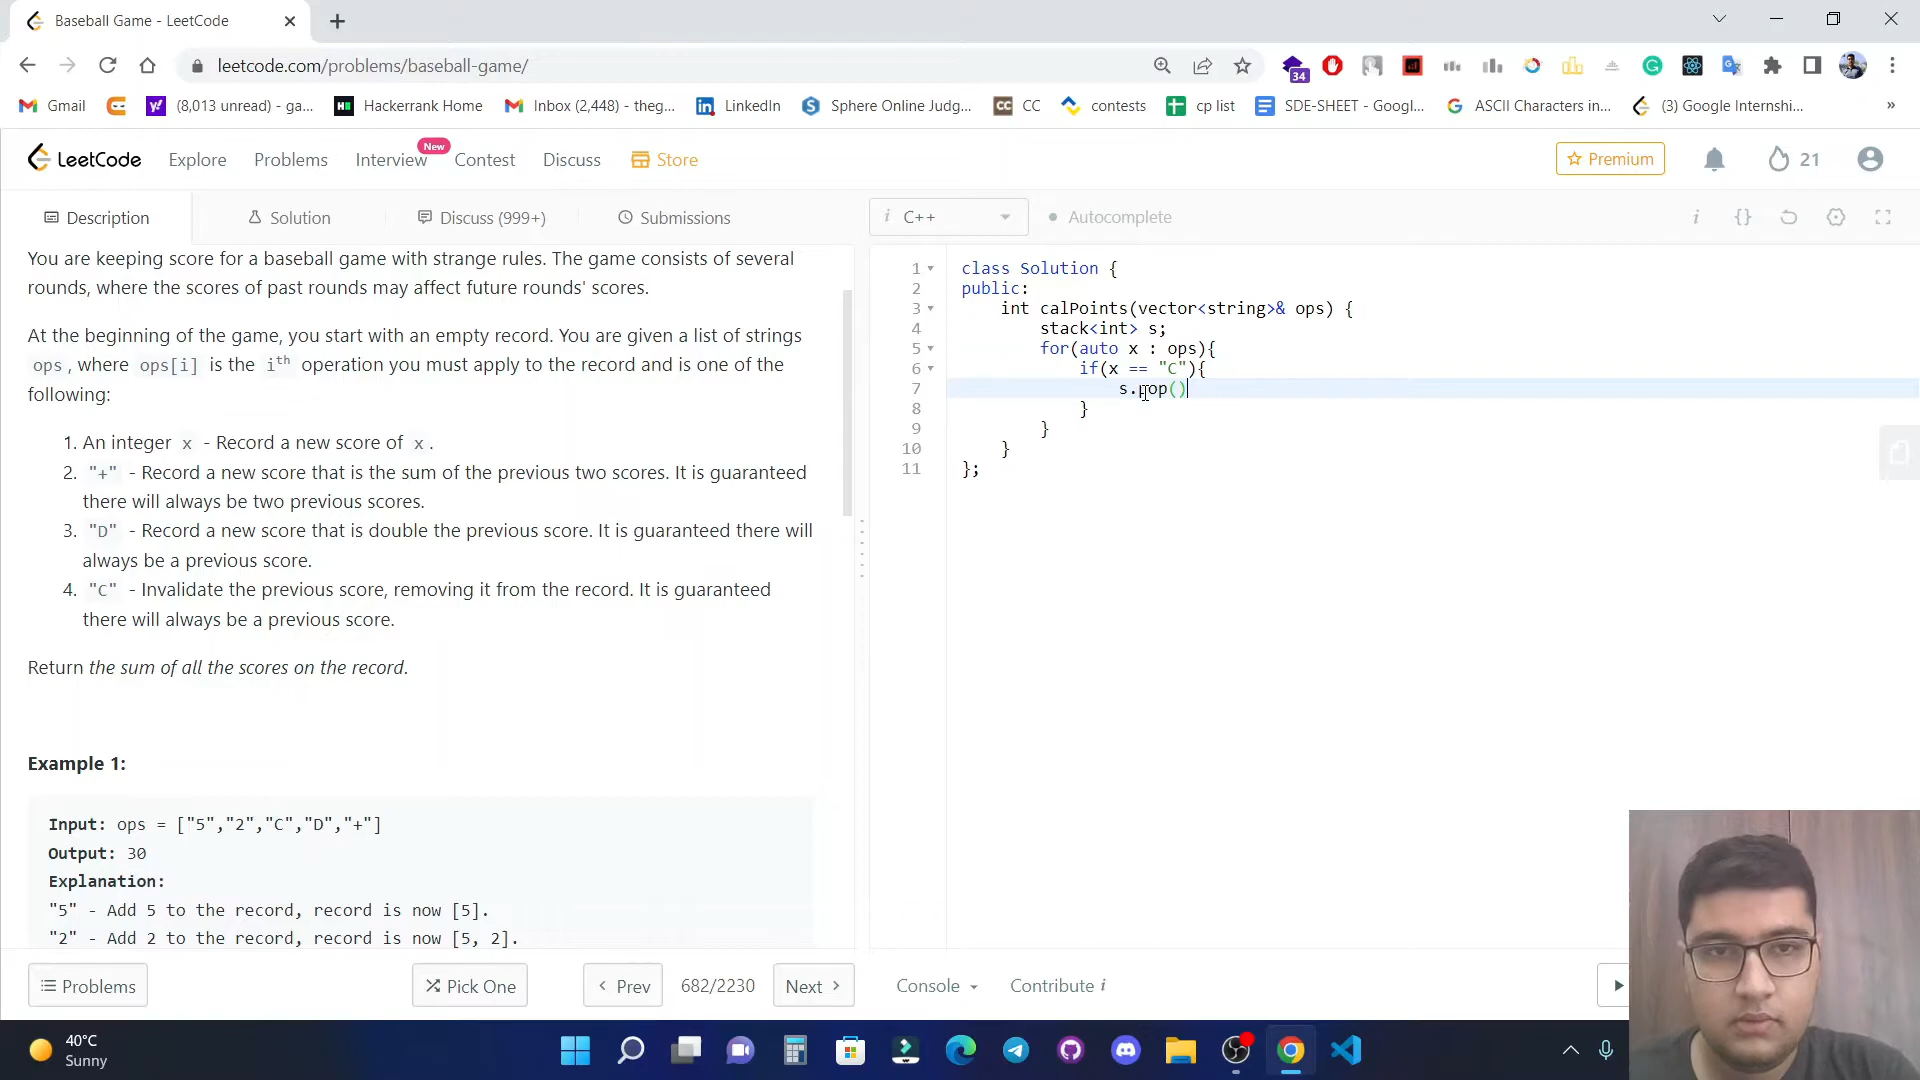 Baseball Game - LeetCode
leetcode.com/problems/baseball-game/
34
Gmail
(8,013 unread) - ga...
Hackerrank Home
Inbox (2,448) - theg...
LinkedIn
Sphere Online Judg...
CC
contests
cp list
SDE-SHEET - Googl...
ASCII Characters in...
(3) Google Internshi...
»
LeetCode
Explore
Problems
Interview
New
Contest
Discuss
Store
Premium
21
Description
Solution
Discuss (999+)
Submissions
i C++
Autocomplete
i {}
You are keeping score for a baseball game with strange rules. The game consists of several
rounds, where the scores of past rounds may affect future rounds' scores.
At the beginning of the game, you start with an empty record. You are given a list of strings
ops, where ops[i] is the ith operation you must apply to the record and is one of the
following:
1. An integer x - Record a new score of x.
2. "+" - Record a new score that is the sum of the previous two scores. It is guaranteed
there will always be two previous scores.
3. "D" - Record a new score that is double the previous score. It is guaranteed there will
always be a previous score.
4. "C" - Invalidate the previous score, removing it from the record. It is guaranteed
there will always be a previous score.
Return the sum of all the scores on the record.
Example 1:
Input: ops = ["5","2","C","D","+"]
Output: 30
Explanation:
"5" - Add 5 to the record, record is now [5].
"2" - Add 2 to the record, record is now [5, 2].
1 class Solution {
2 public:
3 int calPoints(vector<string>& ops) {
4 stack<int> s;
5 for(auto x : ops){
6 if(x == "C"){
7 s.pop()
8 }
9 }
10 }
11 };
Problems
Pick One
Prev
682/2230
Next
Console
Contribute i
40°C
Sunny